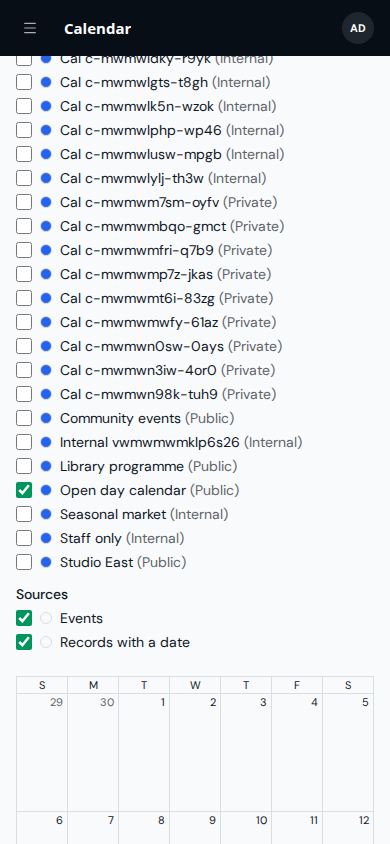 Calendar
AD
Cal c-mwmwldky-r9yk (Internal)
Cal c-mwmwlgts-t8gh (Internal)
Cal c-mwmwlk5n-wzok (Internal)
Cal c-mwmwlphp-wp46 (Internal)
Cal c-mwmwlusw-mpgb (Internal)
Cal c-mwmwlylj-th3w (Internal)
Cal c-mwmwm7sm-oyfv (Private)
Cal c-mwmwmbqo-gmct (Private)
Cal c-mwmwmfri-q7b9 (Private)
Cal c-mwmwmp7z-jkas (Private)
Cal c-mwmwmt6i-83zg (Private)
Cal c-mwmwmwfy-61az (Private)
Cal c-mwmwn0sw-0ays (Private)
Cal c-mwmwn3iw-4or0 (Private)
Cal c-mwmwn98k-tuh9 (Private)
Community events (Public)
Internal vwmwmwmklp6s26 (Internal)
Library programme (Public)
Open day calendar (Public)
Seasonal market (Internal)
Staff only (Internal)
Studio East (Public)
Sources
Events
Records with a date
S M T W T F S
29 30 1 2 3 4 5
6 7 8 9 10 11 12